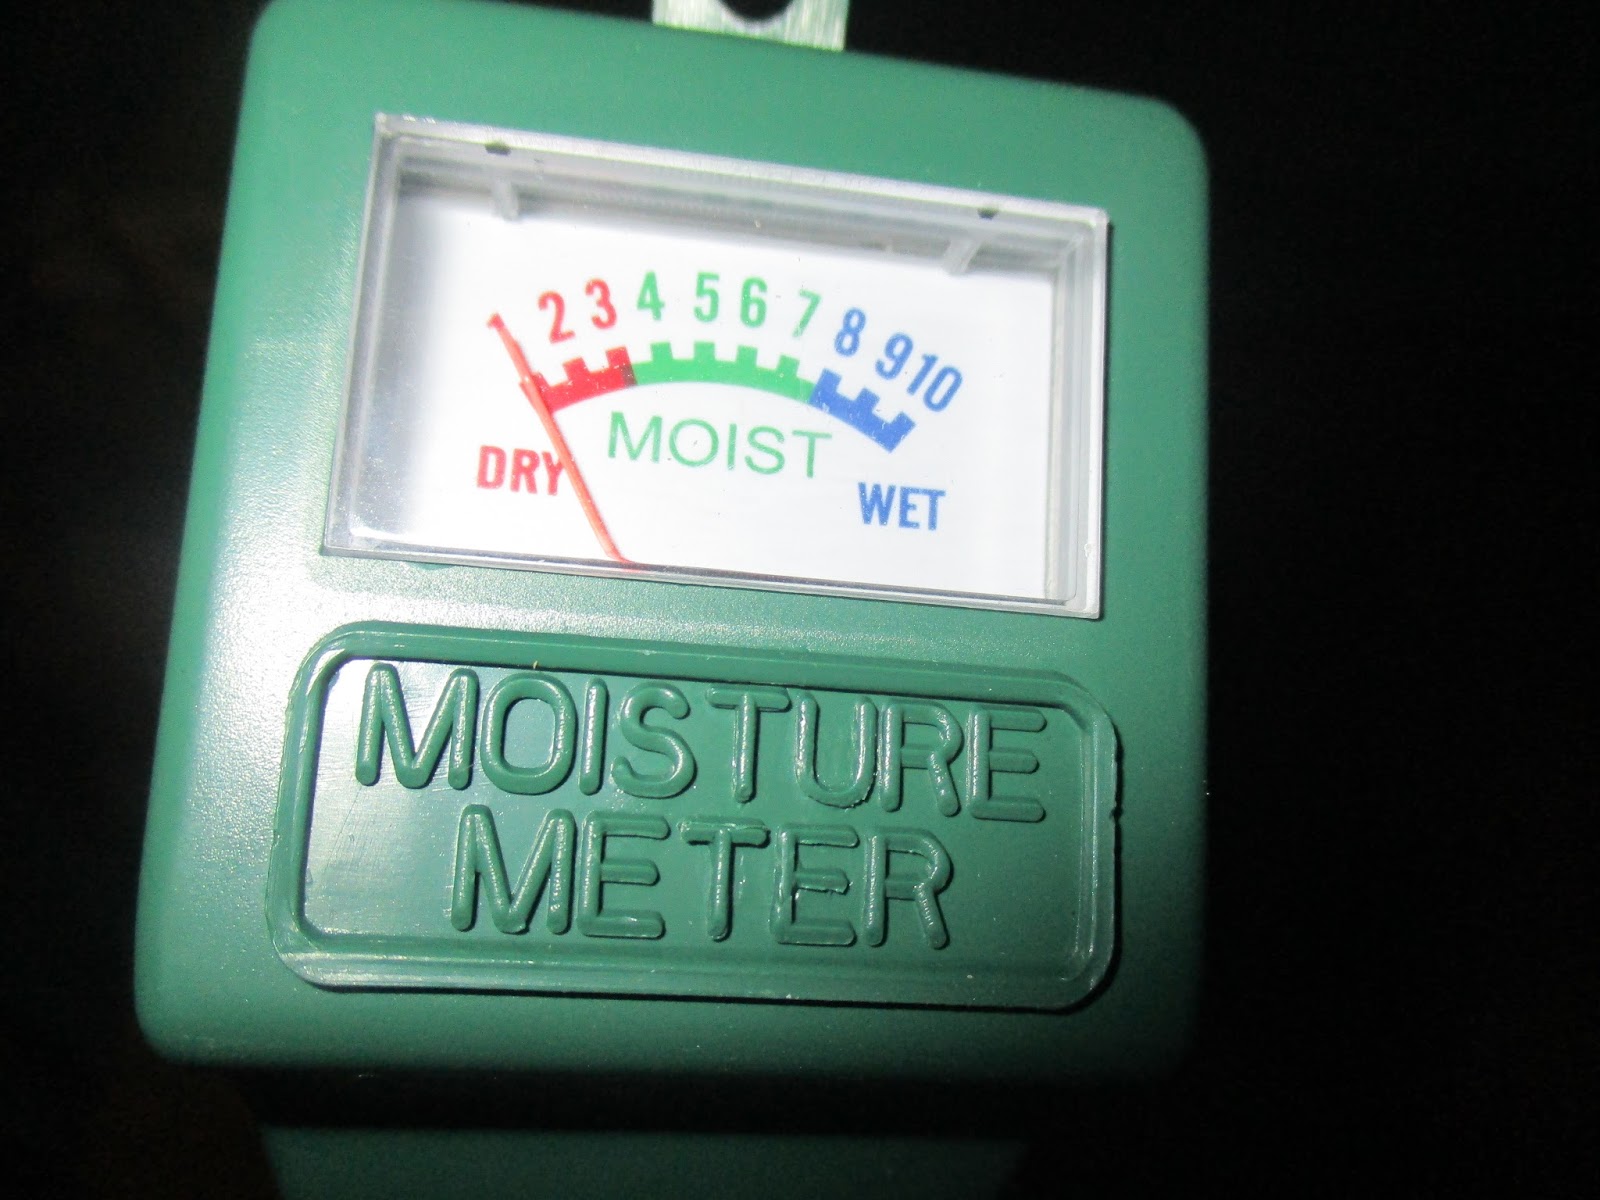 1 2 3 4 5 6 7 8 9 10
MOIST
DRY
WET
MOISTURE
METER